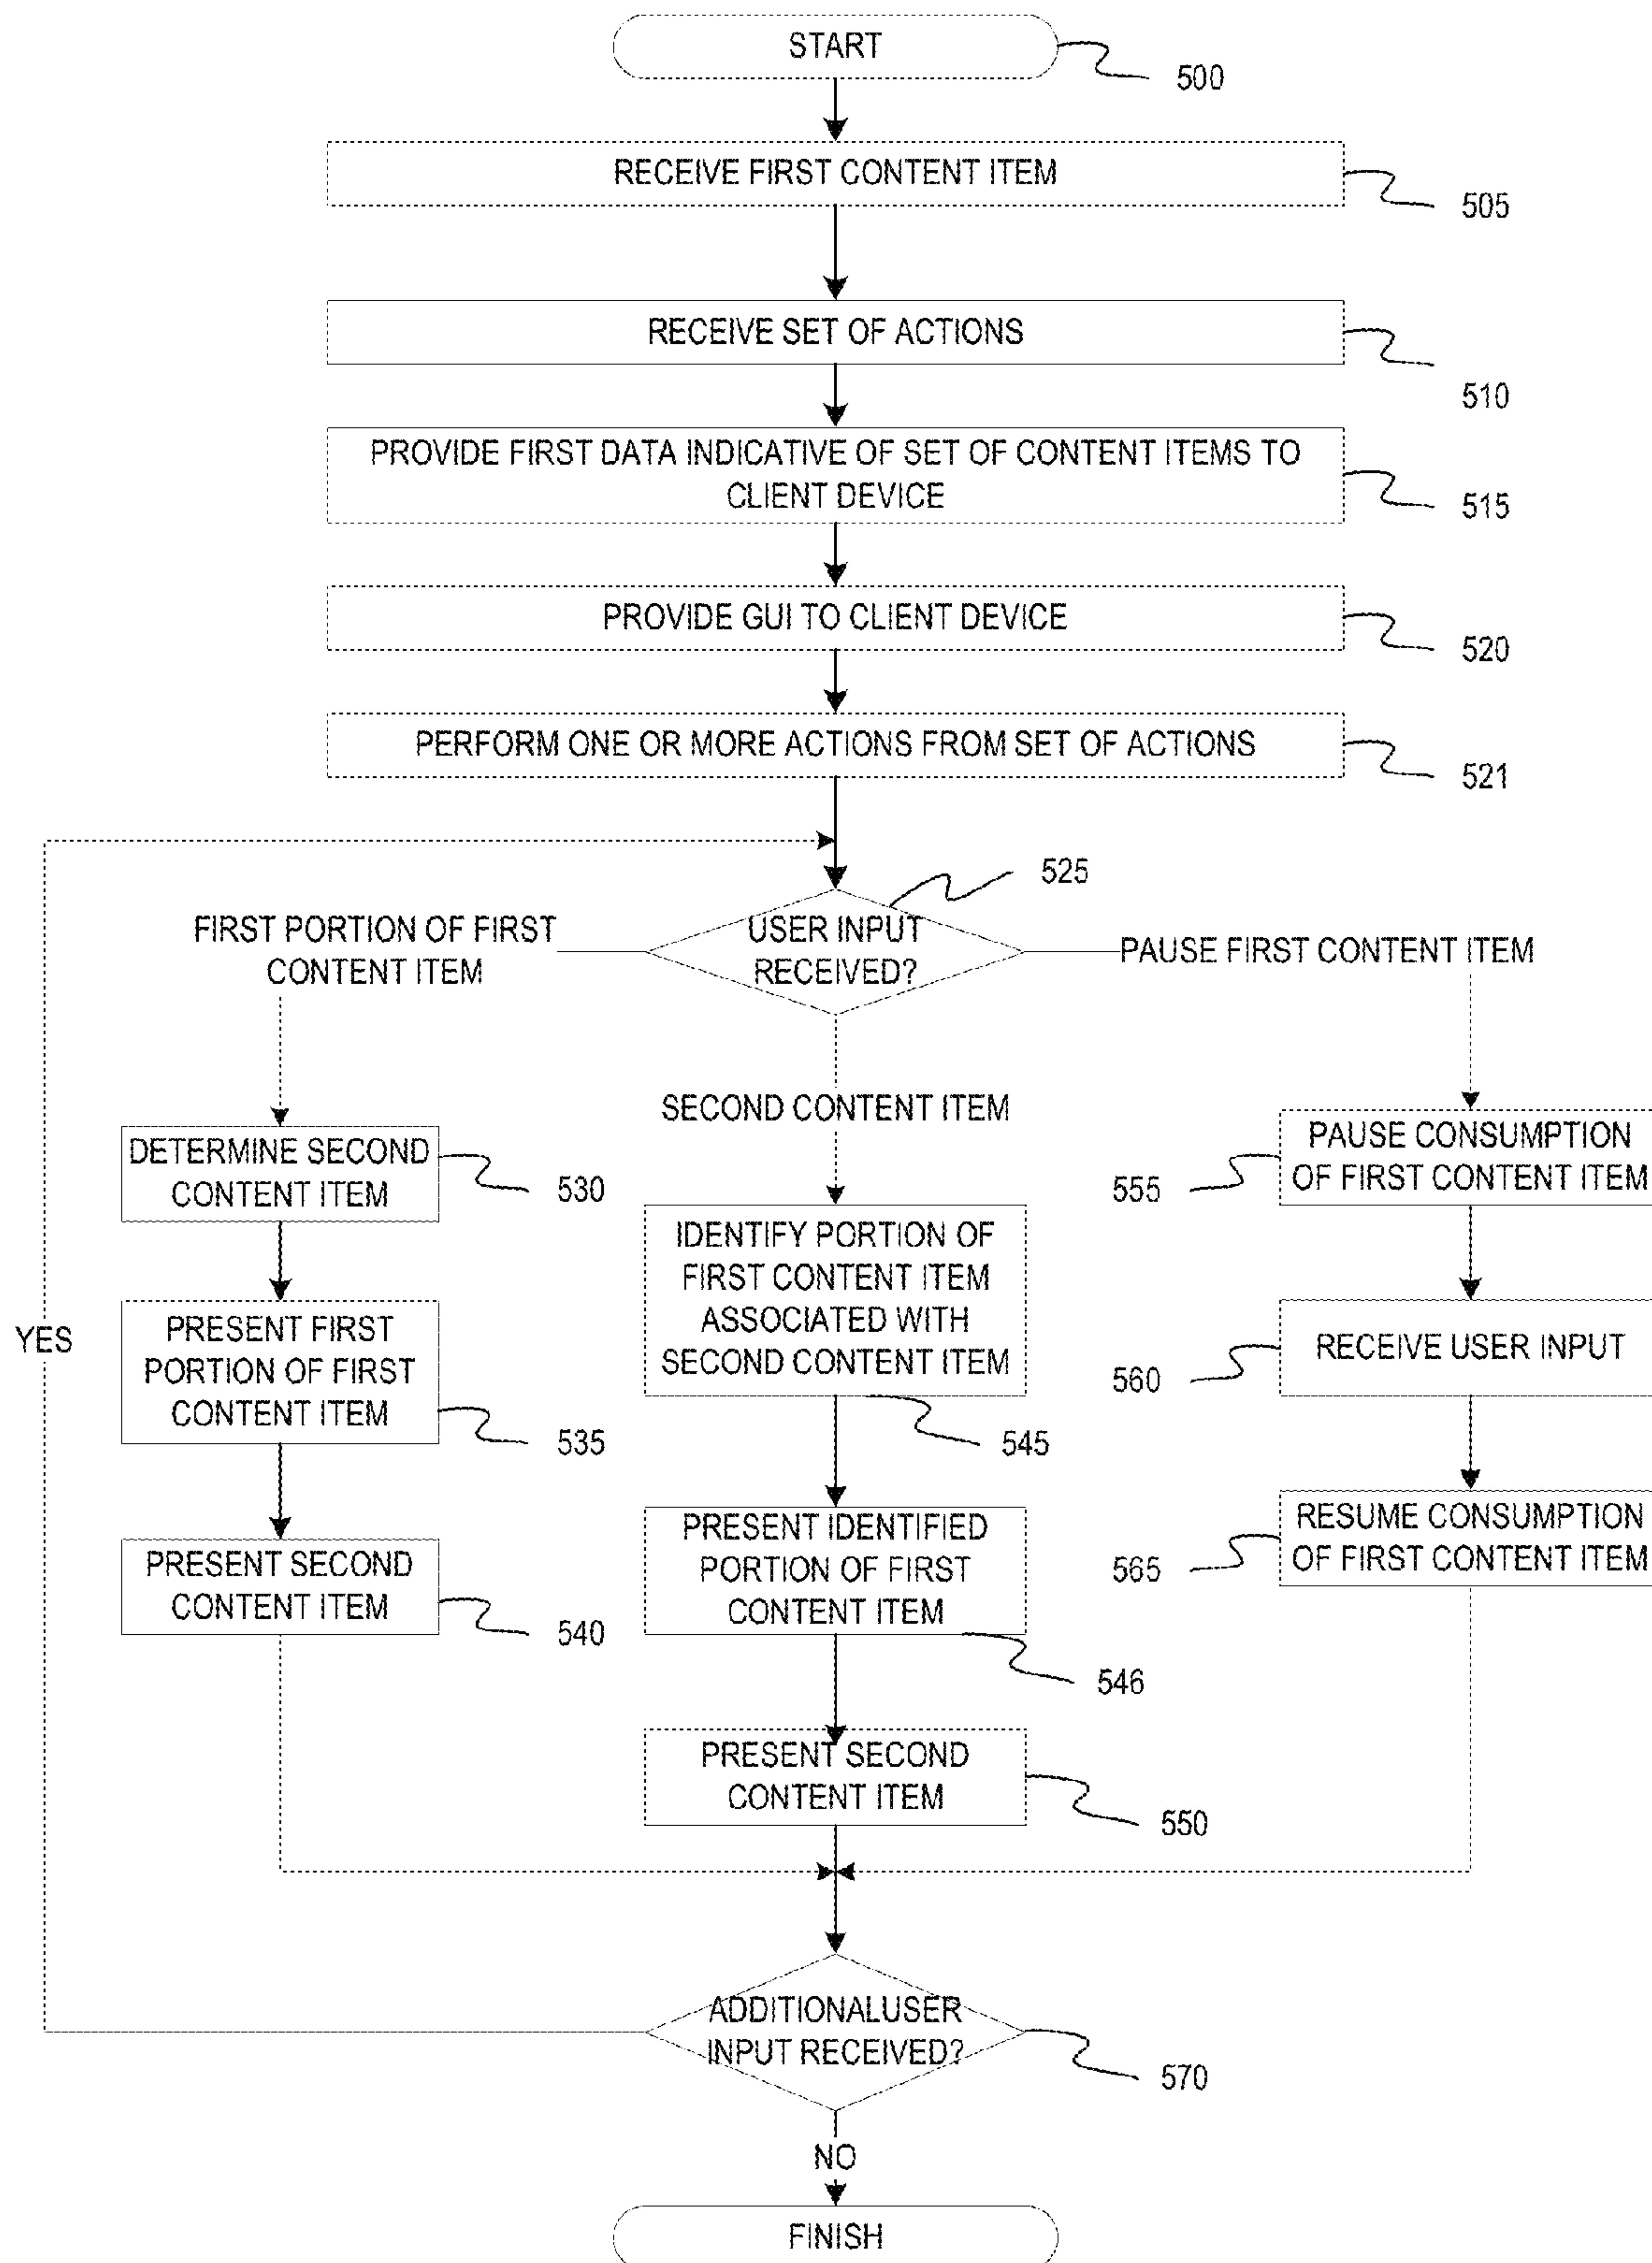 START
500
RECEIVE FIRST CONTENT ITEM
505
RECEIVE SET OF ACTIONS
510
PROVIDE FIRST DATA INDICATIVE OF SET OF CONTENT ITEMS TO
CLIENT DEVICE
515
PROVIDE GUI TO CLIENT DEVICE
520
PERFORM ONE OR MORE ACTIONS FROM SET OF ACTIONS
521
525
USER INPUT
RECEIVED?
FIRST PORTION OF FIRST
CONTENT ITEM
SECOND CONTENT ITEM
PAUSE FIRST CONTENT ITEM
DETERMINE SECOND
CONTENT ITEM
530
PRESENT FIRST
PORTION OF FIRST
CONTENT ITEM
535
PRESENT SECOND
CONTENT ITEM
540
IDENTIFY PORTION OF
FIRST CONTENT ITEM
ASSOCIATED WITH
SECOND CONTENT ITEM
545
PRESENT IDENTIFIED
PORTION OF FIRST
CONTENT ITEM
546
PRESENT SECOND
CONTENT ITEM
550
PAUSE CONSUMPTION
OF FIRST CONTENT ITEM
555
RECEIVE USER INPUT
560
RESUME CONSUMPTION
OF FIRST CONTENT ITEM
565
YES
ADDITIONALUSER
INPUT RECEIVED?
570
NO
FINISH